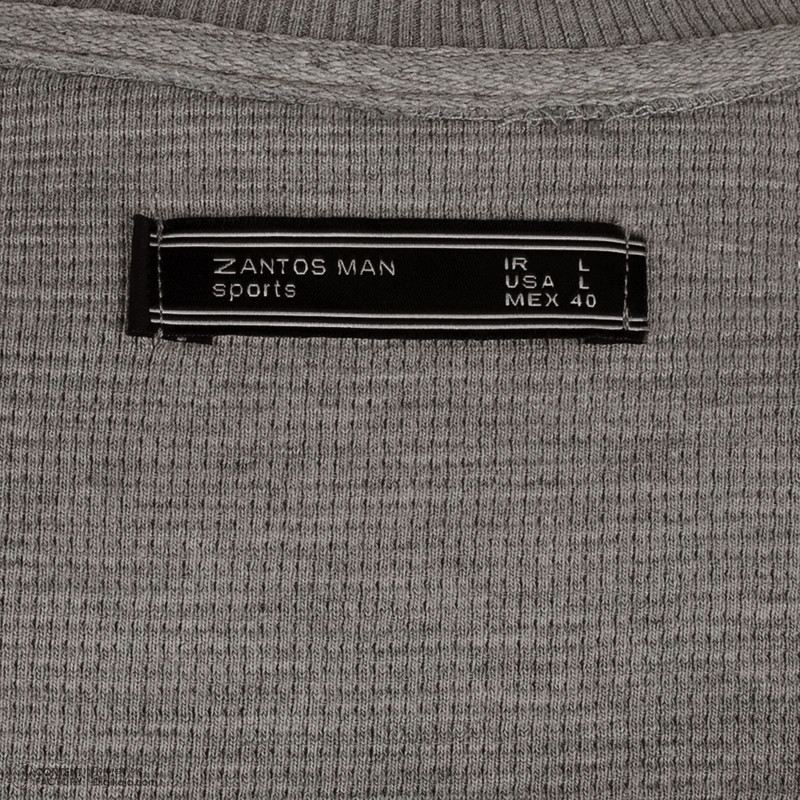 ZANTOS MAN
sports
IR L
USA L
MEX 40